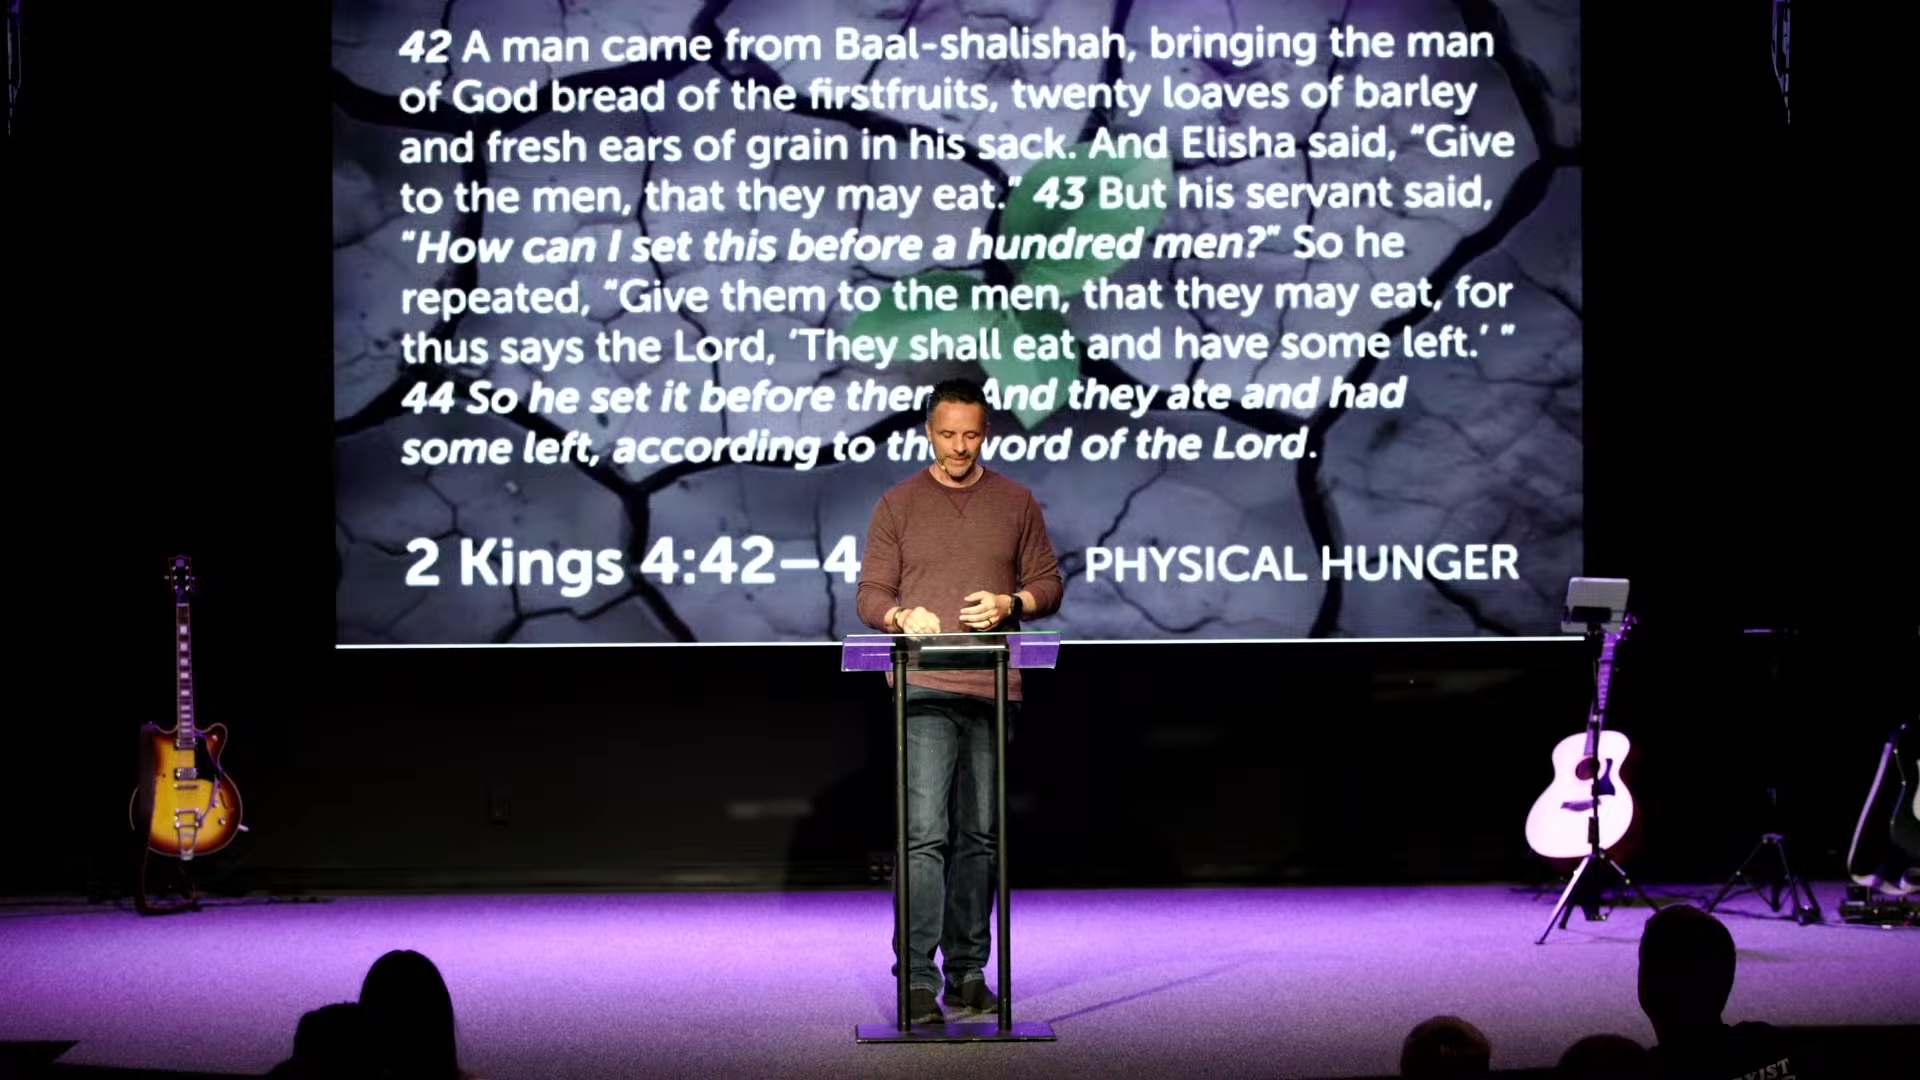 42 A man came from Baal-shalishah, bringing the man
of God bread of the firstfruits, twenty loaves of barley
and fresh ears of grain in his sack. And Elisha said, “Give
to the men, that they may eat.” 43 But his servant said,
“How can I set this before a hundred men?” So he
repeated, “Give them to the men, that they may eat, for
thus says the Lord, ‘They shall eat and have some left.’ ”
44 So he set it before And they ate and had
some left, according to word of the Lord.
2 Kings 4:42–4
PHYSICAL HUNGER